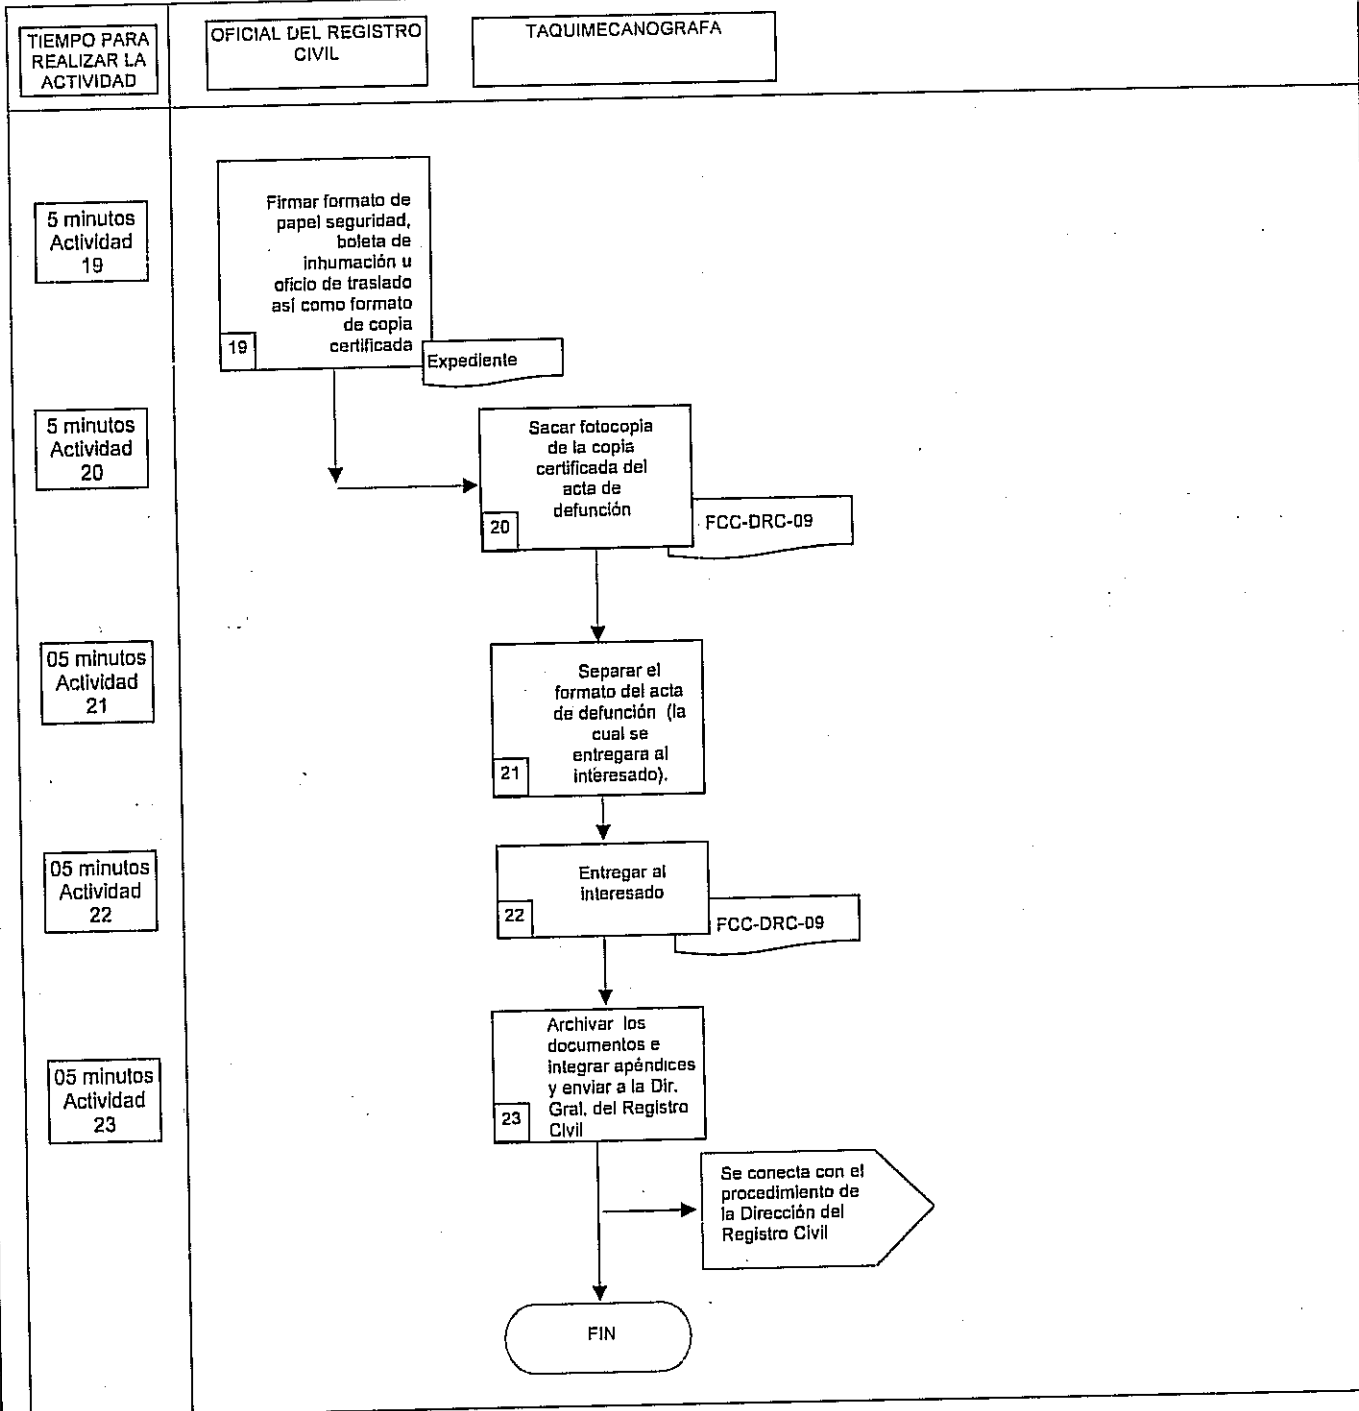 TIEMPO PARA
REALIZAR LA
ACTIVIDAD
OFICIAL DEL REGISTRO
CIVIL
TAQUIMECANOGRAFA
5 minutos
Actividad
19
Firmar formato de
papel seguridad,
boleta de
inhumación u
oficio de traslado
así como formato
de copia
certificada
19
Expediente
5 minutos
Actividad
20
Sacar fotocopia
de la copia
certificada del
acta de
defunción
20
FCC-DRC-09
05 minutos
Actividad
21
Separar el
formato del acta
de defunción (la
cual se
entregara al
interesado).
21
05 minutos
Actividad
22
Entregar al
interesado
22
FCC-DRC-09
05 minutos
Actividad
23
Archivar los
documentos e
integrar apéndices
y enviar a la Dir.
Gral. del Registro
Civil
23
Se conecta con el
procedimiento de
la Dirección del
Registro Civil
FIN